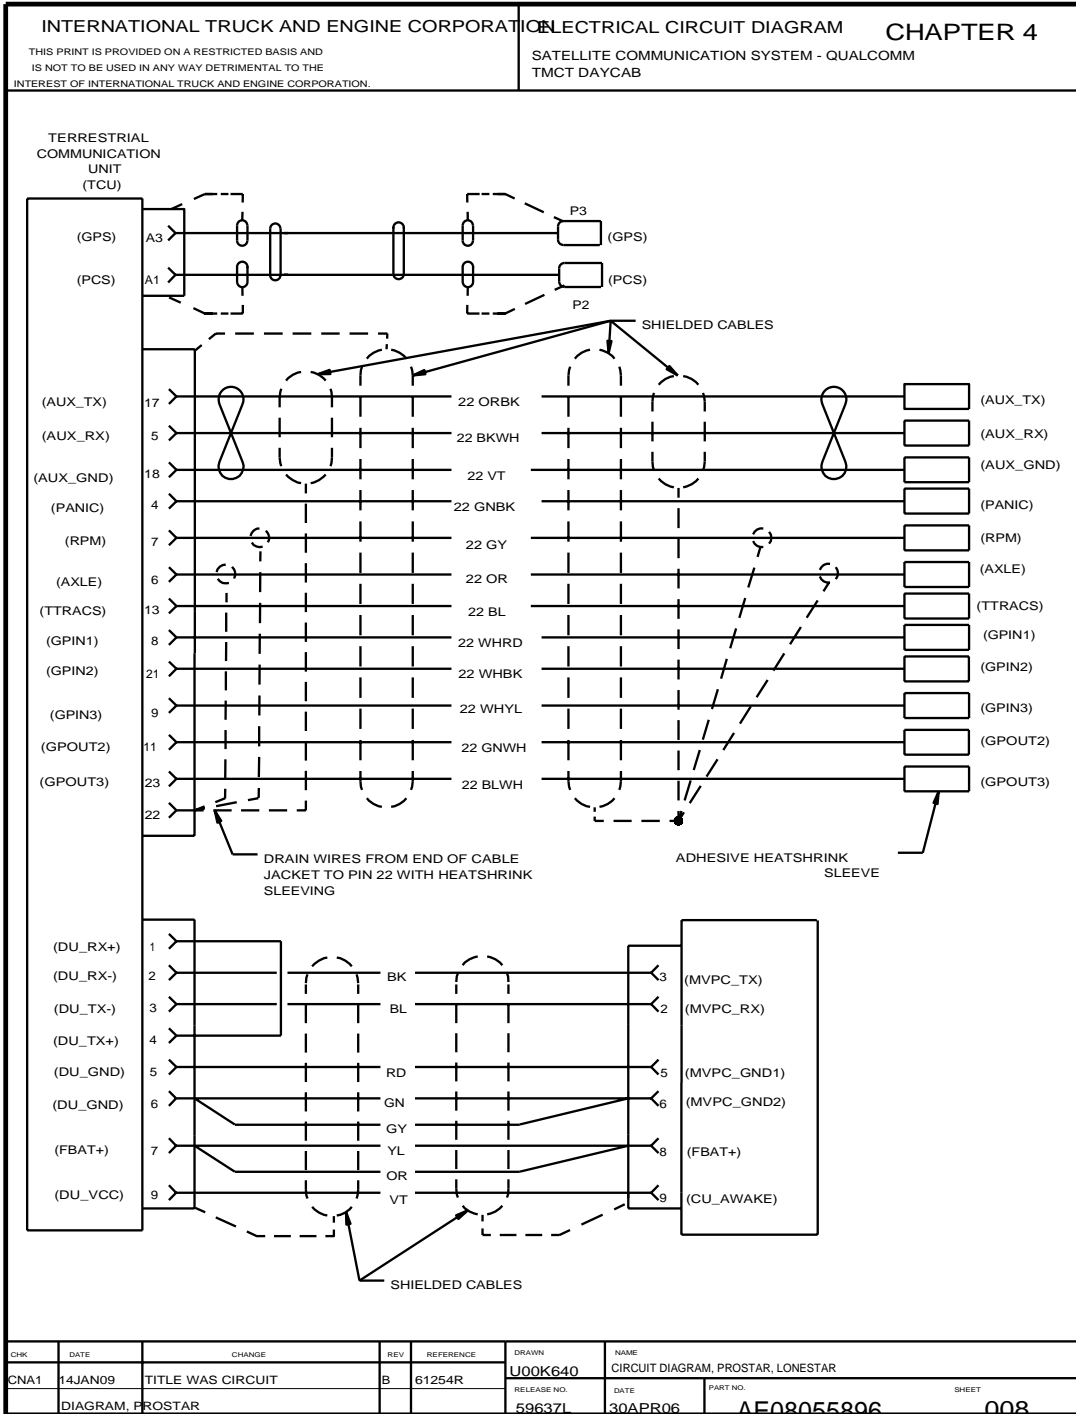 INTERNATIONAL TRUCK AND ENGINE CORPORATION
THIS PRINT IS PROVIDED ON A RESTRICTED BASIS AND
IS NOT TO BE USED IN ANY WAY DETRIMENTAL TO THE
INTEREST OF INTERNATIONAL TRUCK AND ENGINE CORPORATION.
ELECTRICAL CIRCUIT DIAGRAM
CHAPTER 4
SATELLITE COMMUNICATION SYSTEM - QUALCOMM
TMCT DAYCAB
TERRESTRIAL
COMMUNICATION
UNIT
(TCU)
(GPS) A3 P3 (GPS)
(PCS) A1 (PCS)
P2
SHIELDED CABLES
(AUX_TX) 17 22 ORBK (AUX_TX)
(AUX_RX) 5 22 BKWH (AUX_RX)
(AUX_GND) 18 22 VT (AUX_GND)
(PANIC) 4 22 GNBK (PANIC)
(RPM) 7 22 GY (RPM)
(AXLE) 6 22 OR (AXLE)
(TTRACS) 13 22 BL (TTRACS)
(GPIN1) 8 22 WHRD (GPIN1)
(GPIN2) 21 22 WHBK (GPIN2)
(GPIN3) 9 22 WHYL (GPIN3)
(GPOUT2) 11 22 GNWH (GPOUT2)
(GPOUT3) 23 22 BLWH (GPOUT3)
22
DRAIN WIRES FROM END OF CABLE
JACKET TO PIN 22 WITH HEATSHRINK
SLEEVING
ADHESIVE HEATSHRINK
SLEEVE
(DU_RX+) 1
(DU_RX-) 2 BK 3 (MVPC_TX)
(DU_TX-) 3 BL 2 (MVPC_RX)
(DU_TX+) 4
(DU_GND) 5 RD 5 (MVPC_GND1)
(DU_GND) 6 GN 6 (MVPC_GND2)
GY
(FBAT+) 7 YL 8 (FBAT+)
OR
(DU_VCC) 9 VT 9 (CU_AWAKE)
SHIELDED CABLES
CHK DATE CHANGE REV REFERENCE
CNA1 14JAN09 TITLE WAS CIRCUIT B 61254R
DIAGRAM, PROSTAR
DRAWN
U00K640
NAME
CIRCUIT DIAGRAM, PROSTAR, LONESTAR
RELEASE NO.
59637L
DATE
30APR06
PART NO.
AE08055896
SHEET
008